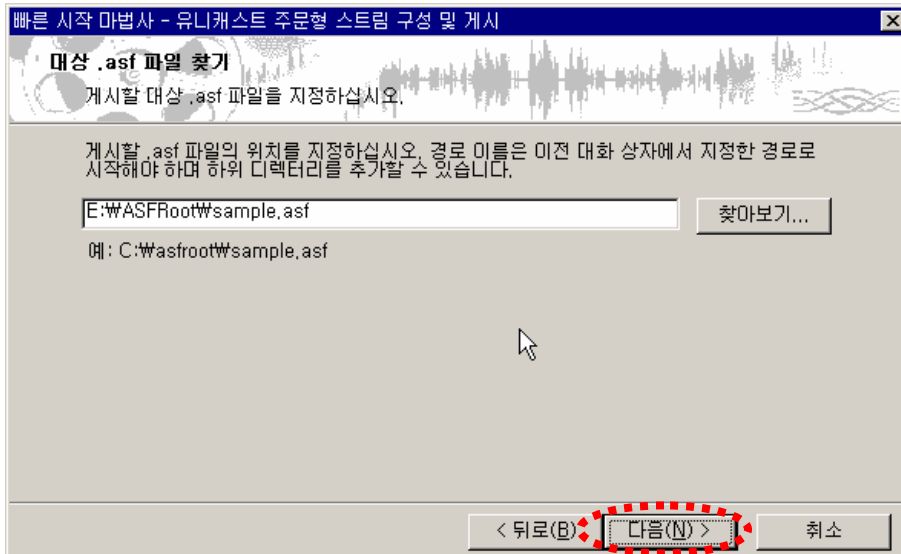 빠른 시작 마법사 - 유니캐스트 주문형 스트림 구성 및 게시
대상 .asf 파일 찾기
게시할 대상 .asf 파일을 지정하십시오.
게시할 .asf 파일의 위치를 지정하십시오. 경로 이름은 이전 대화 상자에서 지정한 경로로
시작해야 하며 하위 디렉터리를 추가할 수 있습니다.
E:₩ASFRoot₩sample.asf
찾아보기...
예: C:₩asfroot₩sample.asf
< 뒤로(B)
다음(N) >
취소